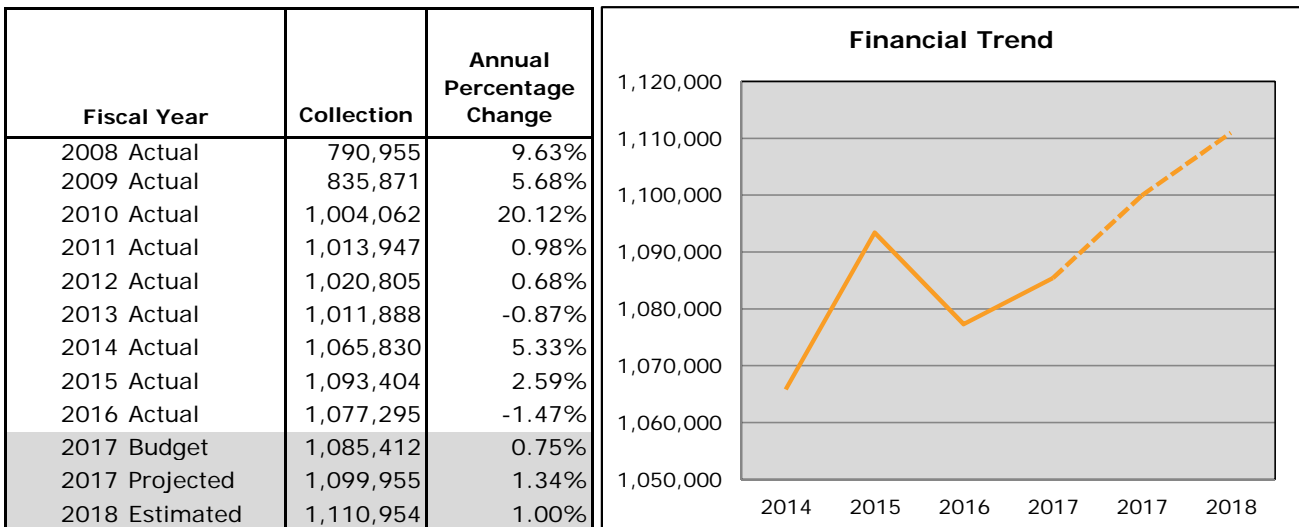 Fiscal Year Collection Annual Percentage Change
2008 Actual 790,955 9.63%
2009 Actual 835,871 5.68%
2010 Actual 1,004,062 20.12%
2011 Actual 1,013,947 0.98%
2012 Actual 1,020,805 0.68%
2013 Actual 1,011,888 -0.87%
2014 Actual 1,065,830 5.33%
2015 Actual 1,093,404 2.59%
2016 Actual 1,077,295 -1.47%
2017 Budget 1,085,412 0.75%
2017 Projected 1,099,955 1.34%
2018 Estimated 1,110,954 1.00%
Financial Trend
1,120,000
1,110,000
1,100,000
1,090,000
1,080,000
1,070,000
1,060,000
1,050,000
2014 2015 2016 2017 2017 2018